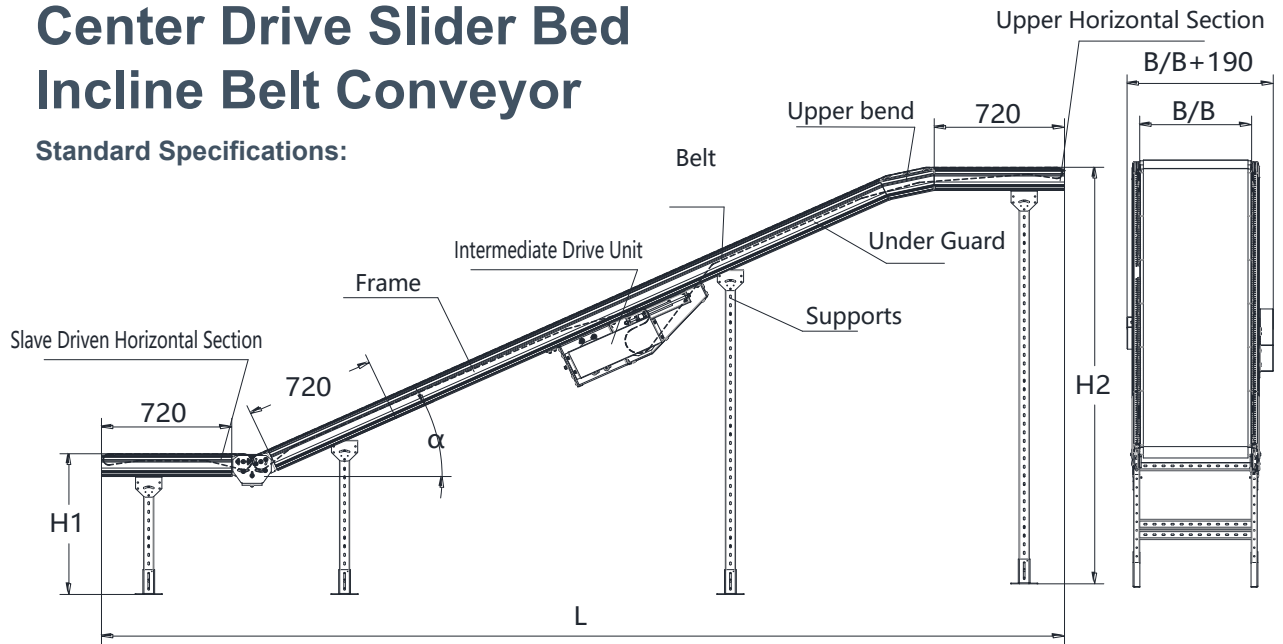 Center Drive Slider Bed
Incline Belt Conveyor
Standard Specifications:
Upper Horizontal Section
B/B+190
B/B
Upper bend
720
Belt
Under Guard
Intermediate Drive Unit
Frame
Supports
Slave Driven Horizontal Section
720
720
α
H2
H1
L